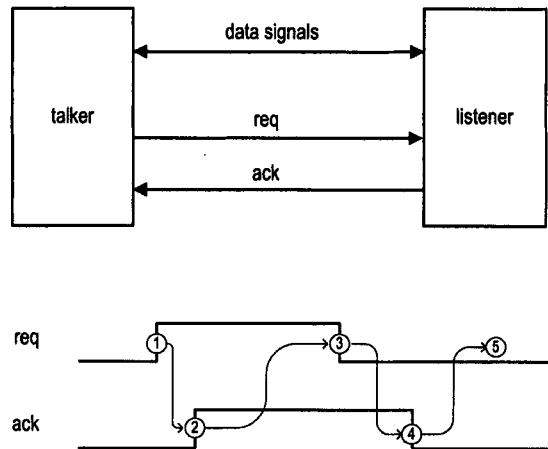 data signals
talker
req
listener
ack
req
1
3
5
ack
2
4